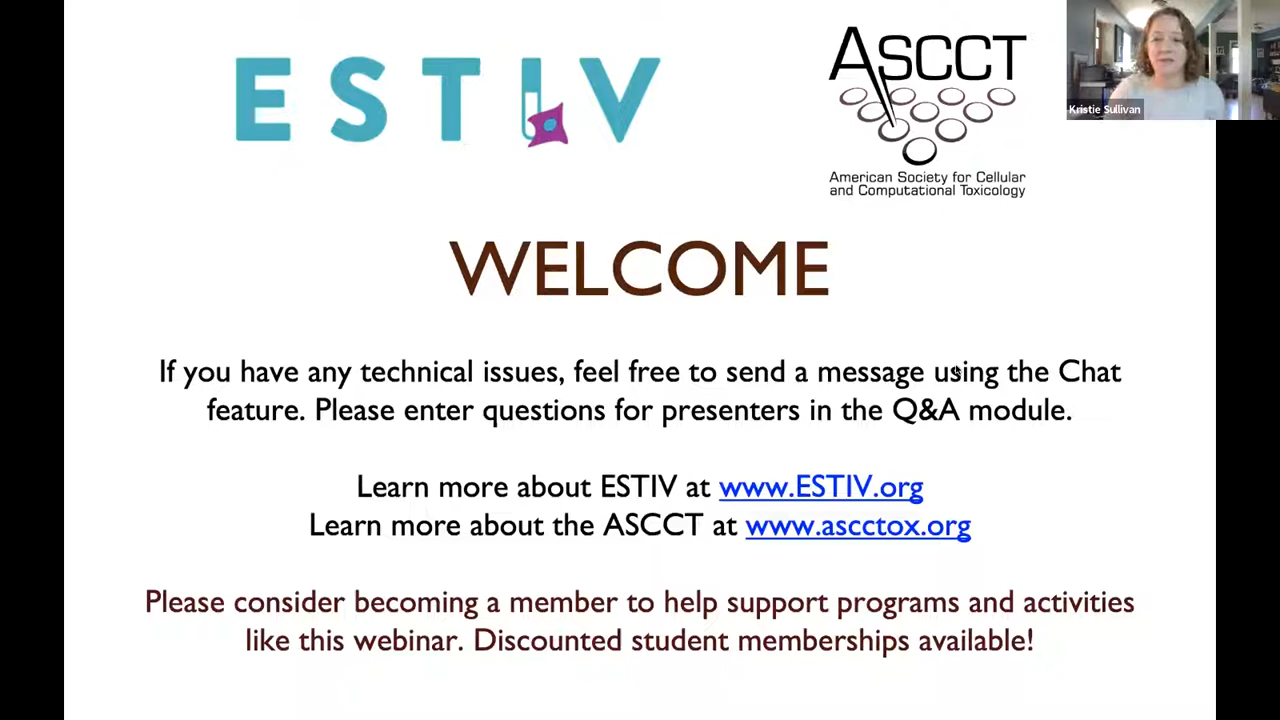 ESTIV
ASCCT
American Society for Cellular
and Computational Toxicology
Kristie Sullivan
WELCOME
If you have any technical issues, feel free to send a message using the Chat
feature. Please enter questions for presenters in the Q&A module.
Learn more about ESTIV at www.ESTIV.org
Learn more about the ASCCT at www.ascctox.org
Please consider becoming a member to help support programs and activities
like this webinar. Discounted student memberships available!